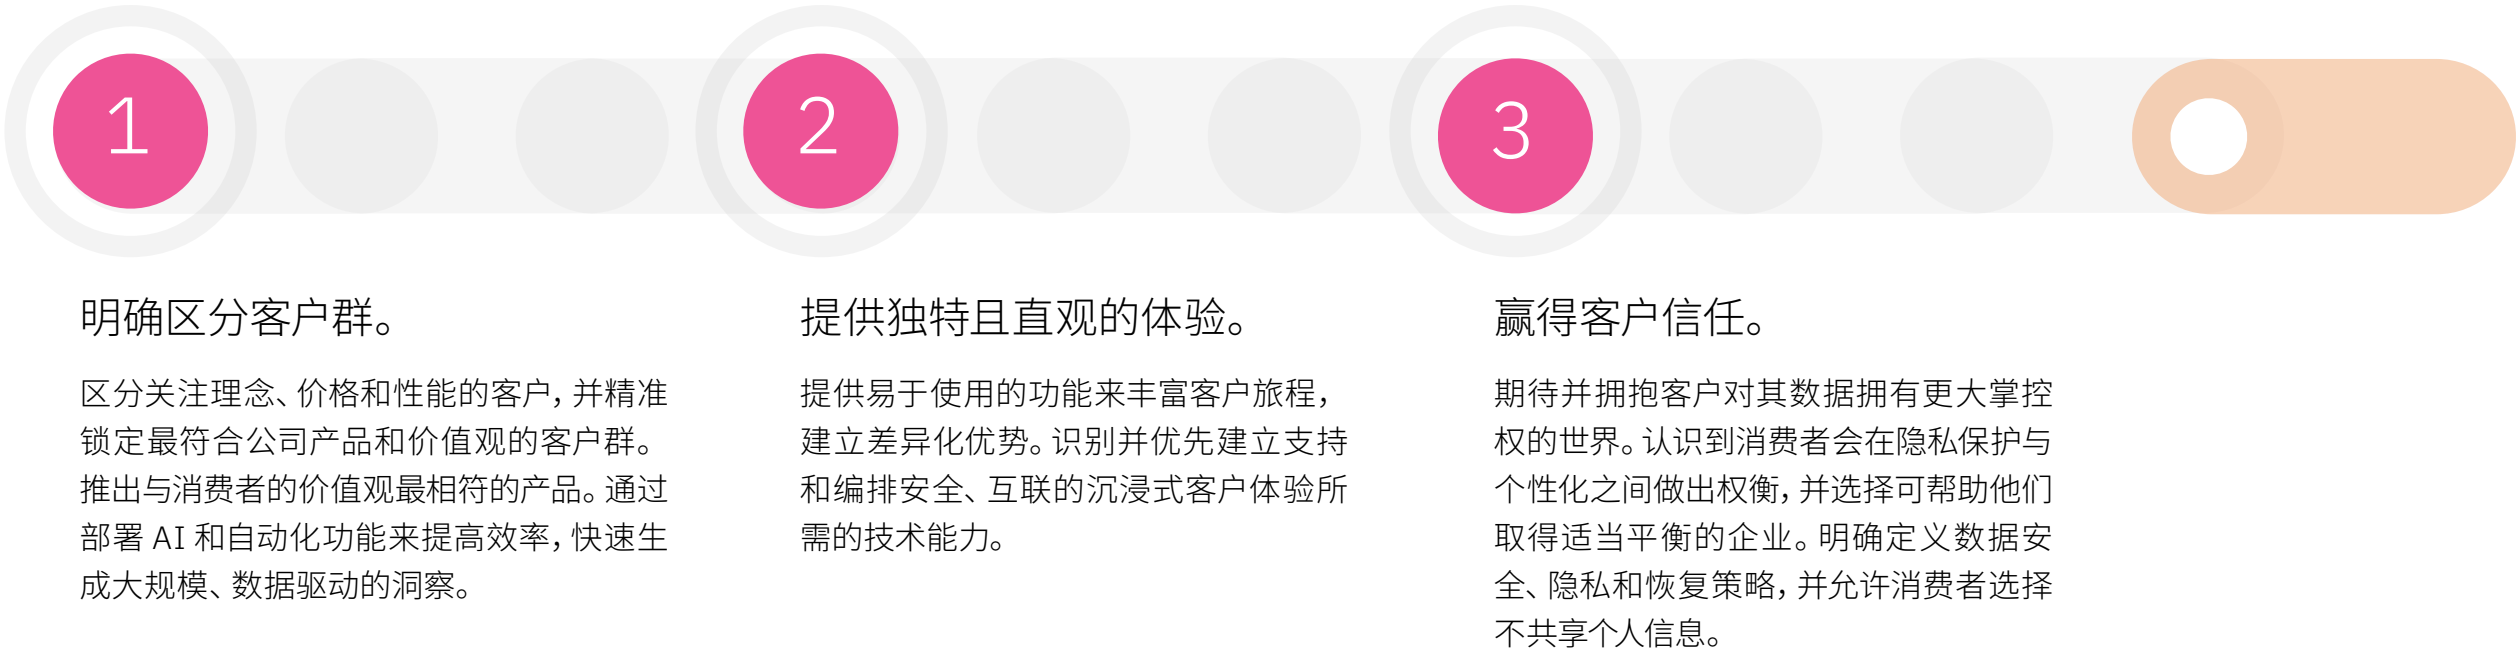 1
明确区分客户群。
区分关注理念、价格和性能的客户，并精准
锁定最符合公司产品和价值观的客户群。
推出与消费者的价值观最相符的产品。通过
部署 AI 和自动化功能来提高效率，快速生
成大规模、数据驱动的洞察。
2
提供独特且直观的体验。
提供易于使用的功能来丰富客户旅程，
建立差异化优势。识别并优先建立支持
和编排安全、互联的沉浸式客户体验所
需的技术能力。
3
赢得客户信任。
期待并拥抱客户对其数据拥有更大掌控
权的世界。认识到消费者会在隐私保护与
个性化之间做出权衡，并选择可帮助他们
取得适当平衡的企业。明确定义数据安
全、隐私和恢复策略，并允许消费者选择
不共享个人信息。